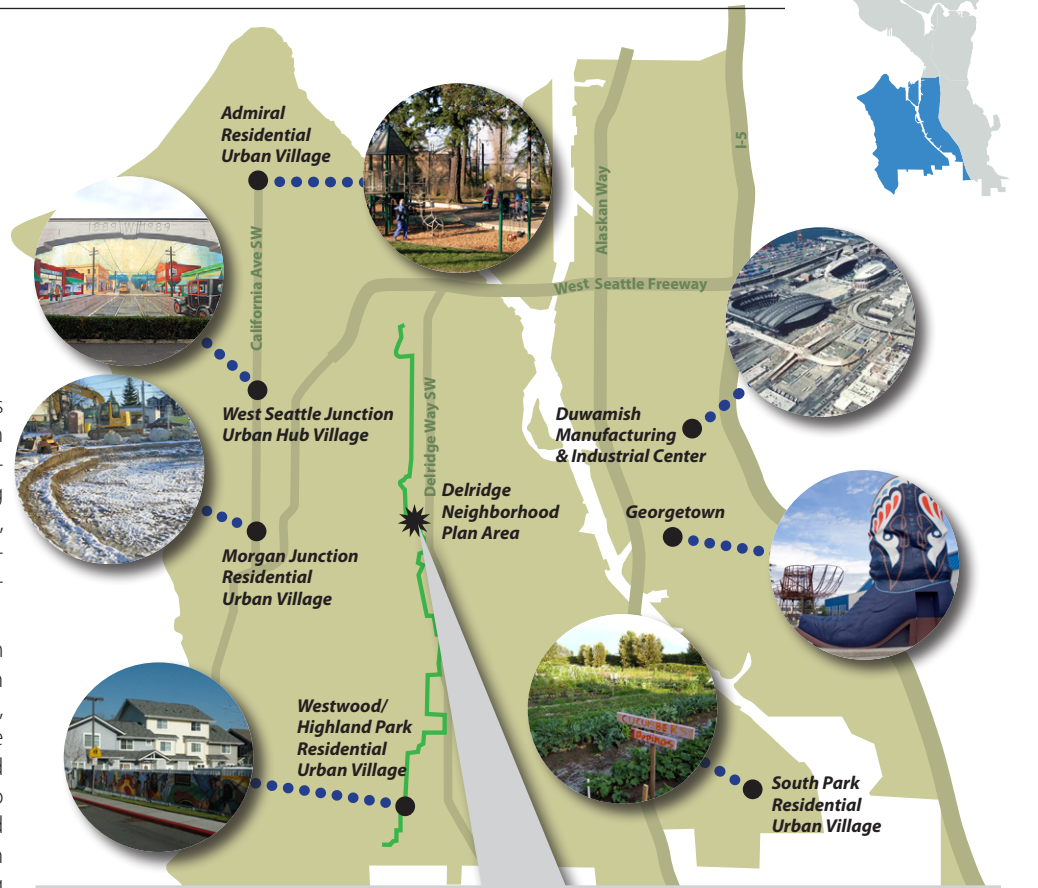 Admiral
Residential
Urban Village
I-5
Alaskan Way
1889 W 1989
California Ave SW
West Seattle Freeway
West Seattle Junction
Urban Hub Village
Delridge Way SW
Duwamish
Manufacturing
& Industrial Center
Delridge
Neighborhood
Plan Area
Georgetown
Morgan Junction
Residential
Urban Village
Westwood/
Highland Park
Residential
Urban Village
South Park
Residential
Urban Village